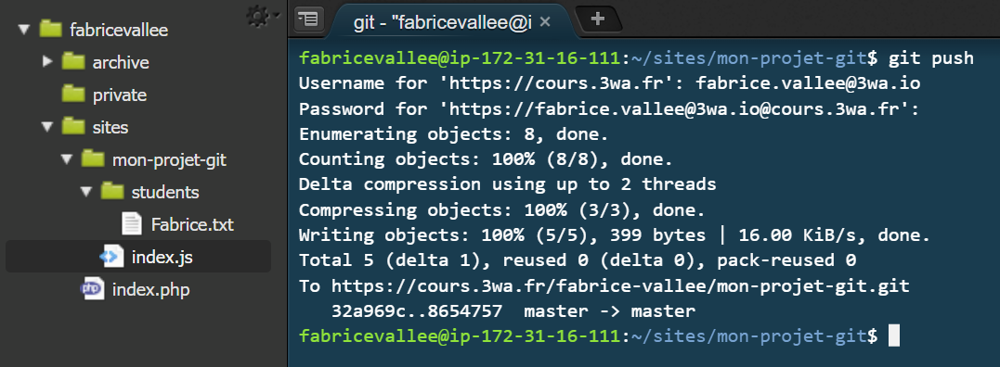 fabricevallee
archive
private
sites
mon-projet-git
students
Fabrice.txt
index.js
php index.php
git - "fabricevallee@i
fabricevallee@ip-172-31-16-111:~/sites/mon-projet-git$ git push
Username for 'https://cours.3wa.fr': fabrice.vallee@3wa.io
Password for 'https://fabrice.vallee@3wa.io@cours.3wa.fr':
Enumerating objects: 8, done.
Counting objects: 100% (8/8), done.
Delta compression using up to 2 threads
Compressing objects: 100% (3/3), done.
Writing objects: 100% (5/5), 399 bytes | 16.00 KiB/s, done.
Total 5 (delta 1), reused 0 (delta 0), pack-reused 0
To https://cours.3wa.fr/fabrice-vallee/mon-projet-git.git
   32a969c..8654757  master -> master
fabricevallee@ip-172-31-16-111:~/sites/mon-projet-git$